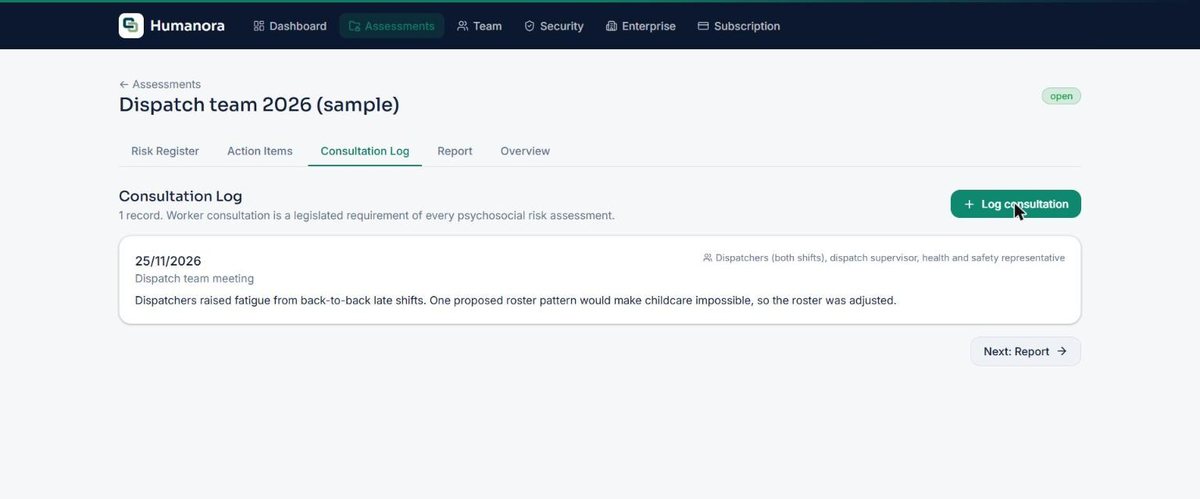 Humanora Dashboard Assessments Team Security Enterprise Subscription
← Assessments
Dispatch team 2026 (sample)
open
Risk Register Action Items Consultation Log Report Overview
Consultation Log
1 record. Worker consultation is a legislated requirement of every psychosocial risk assessment.
+ Log consultation
25/11/2026
Dispatchers (both shifts), dispatch supervisor, health and safety representative
Dispatch team meeting
Dispatchers raised fatigue from back-to-back late shifts. One proposed roster pattern would make childcare impossible, so the roster was adjusted.
Next: Report →